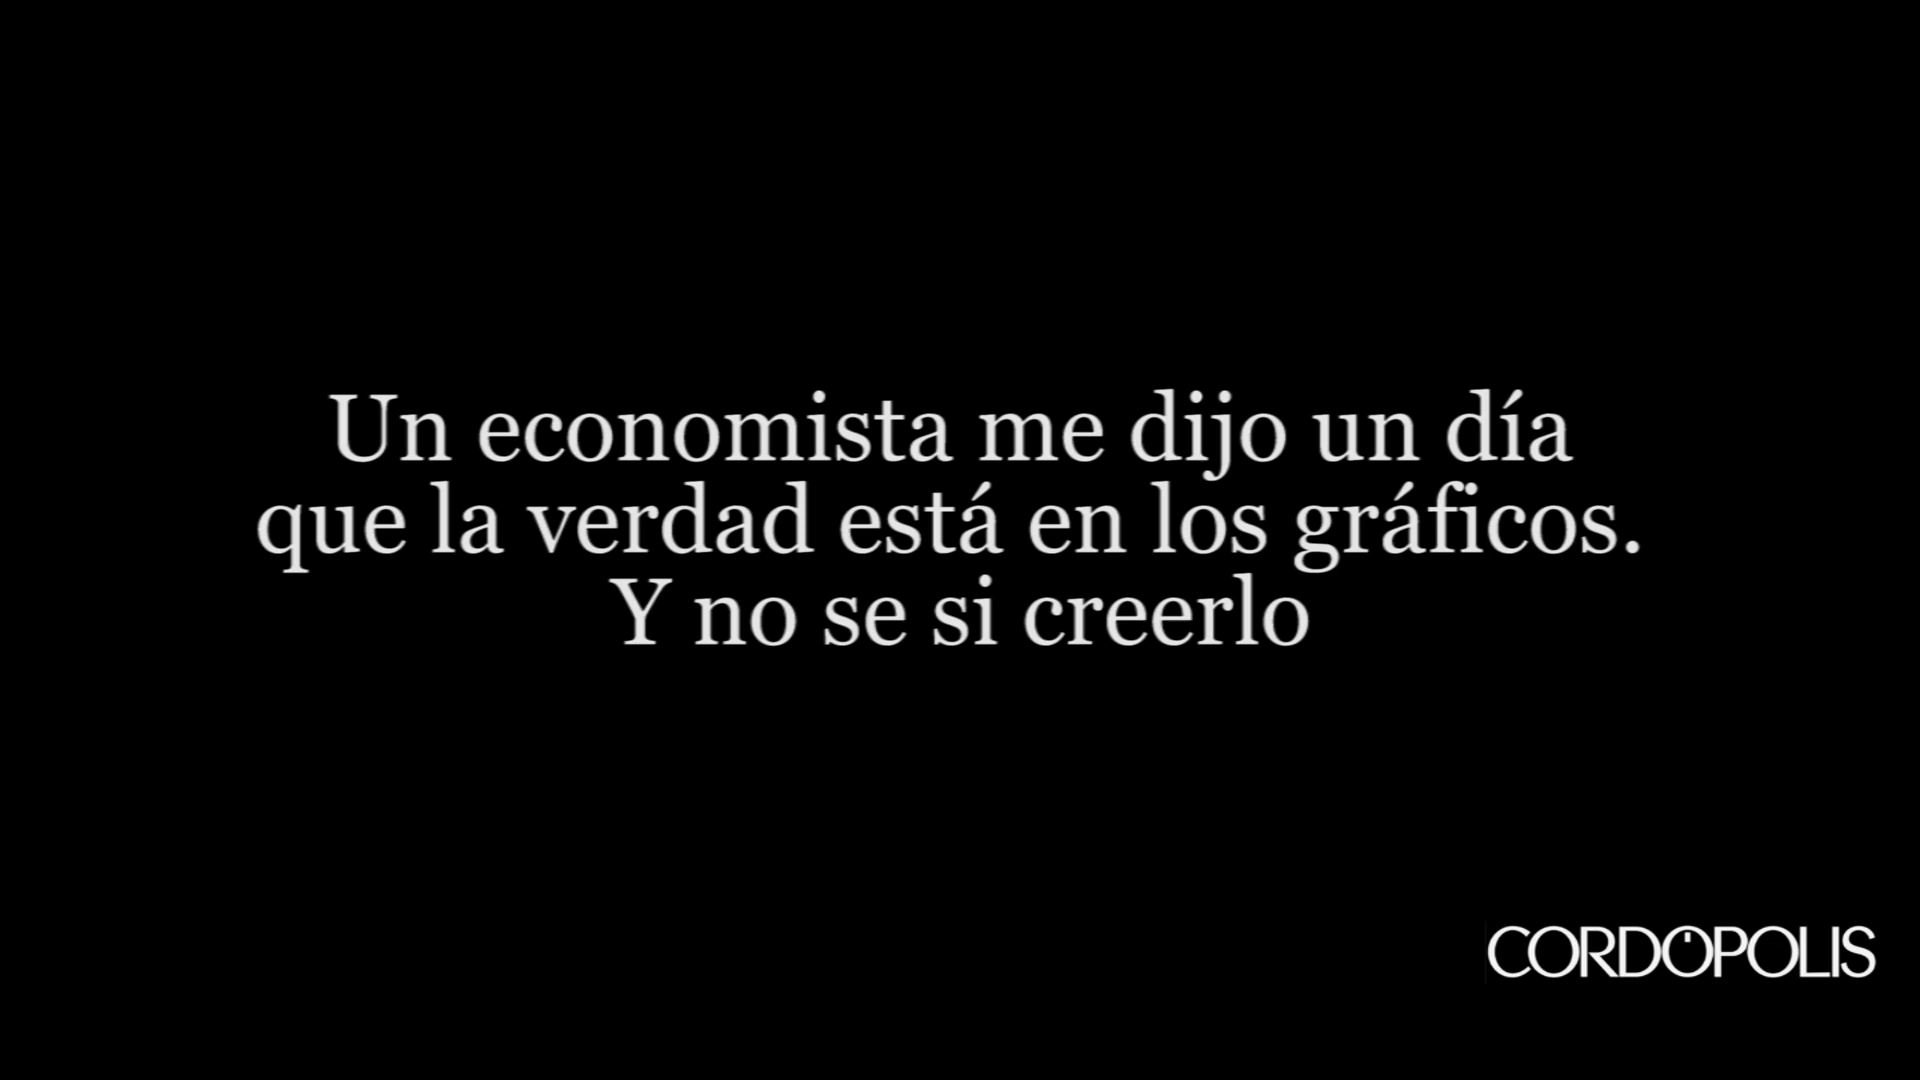 Un economista me dijo un día
que la verdad está en los gráficos.
Y no se si creerlo
CORDÓPOLIS